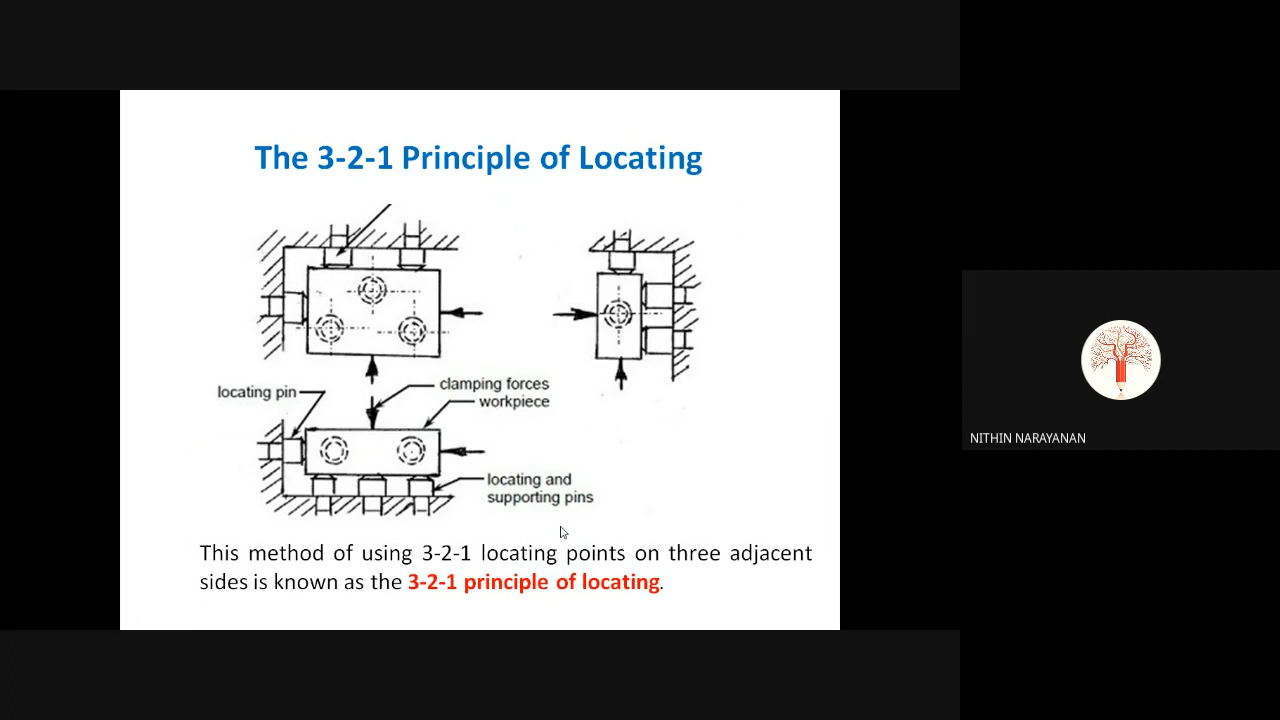 The 3-2-1 Principle of Locating
clamping forces
locating pin
workpiece
locating and
supporting pins
This method of using 3-2-1 locating points on three adjacent
sides is known as the 3-2-1 principle of locating.
NITHIN NARAYANAN